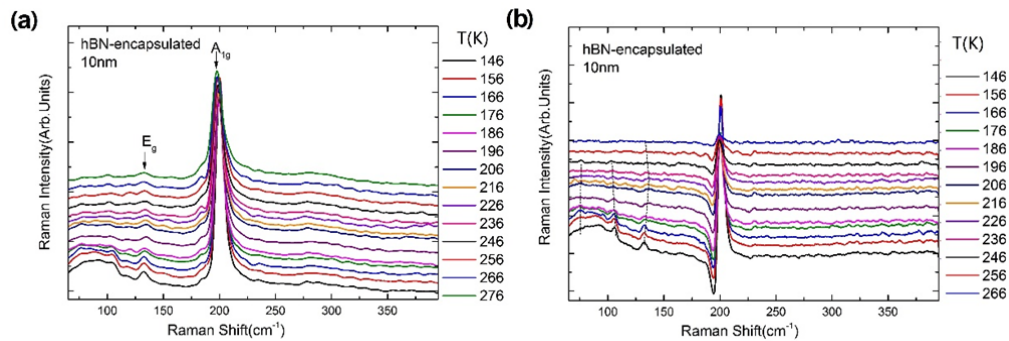 (a)
Raman Intensity(Arb.Units)
hBN-encapsulated
10nm
A1g
Eg
100 150 200 250 300 350
Raman Shift(cm-1)
T(K)
146
156
166
176
186
196
206
216
226
236
246
256
266
276
(b)
Raman Intensity(Arb.Units)
hBN-encapsulated
10nm
100 150 200 250 300 350
Raman Shift(cm-1)
T(K)
146
156
166
176
186
196
206
216
226
236
246
256
266